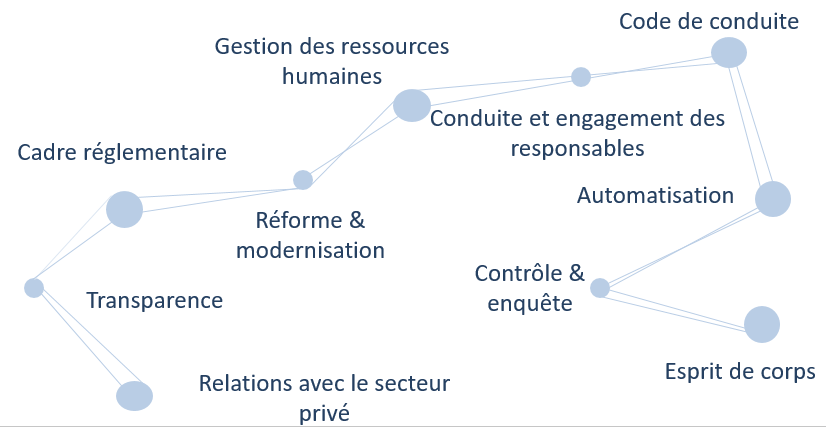 Code de conduite
Gestion des ressources
humaines
Conduite et engagement des
responsables
Cadre réglementaire
Automatisation
Réforme &
modernisation
Contrôle &
enquête
Transparence
Esprit de corps
Relations avec le secteur
privé